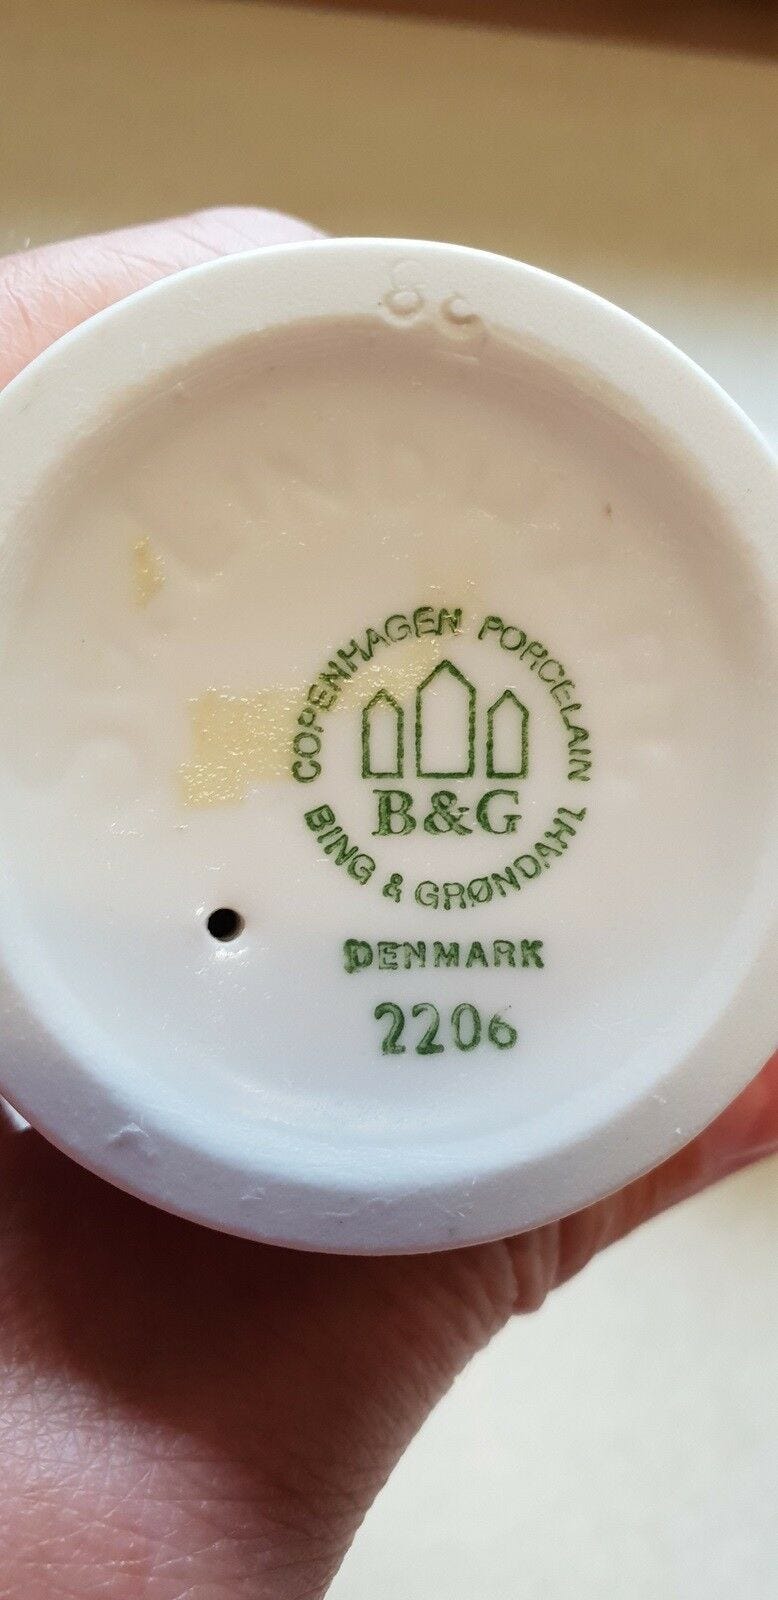 COPENHAGEN PORCELAIN
B&G
BING & GRØNDAHL
DENMARK
2206